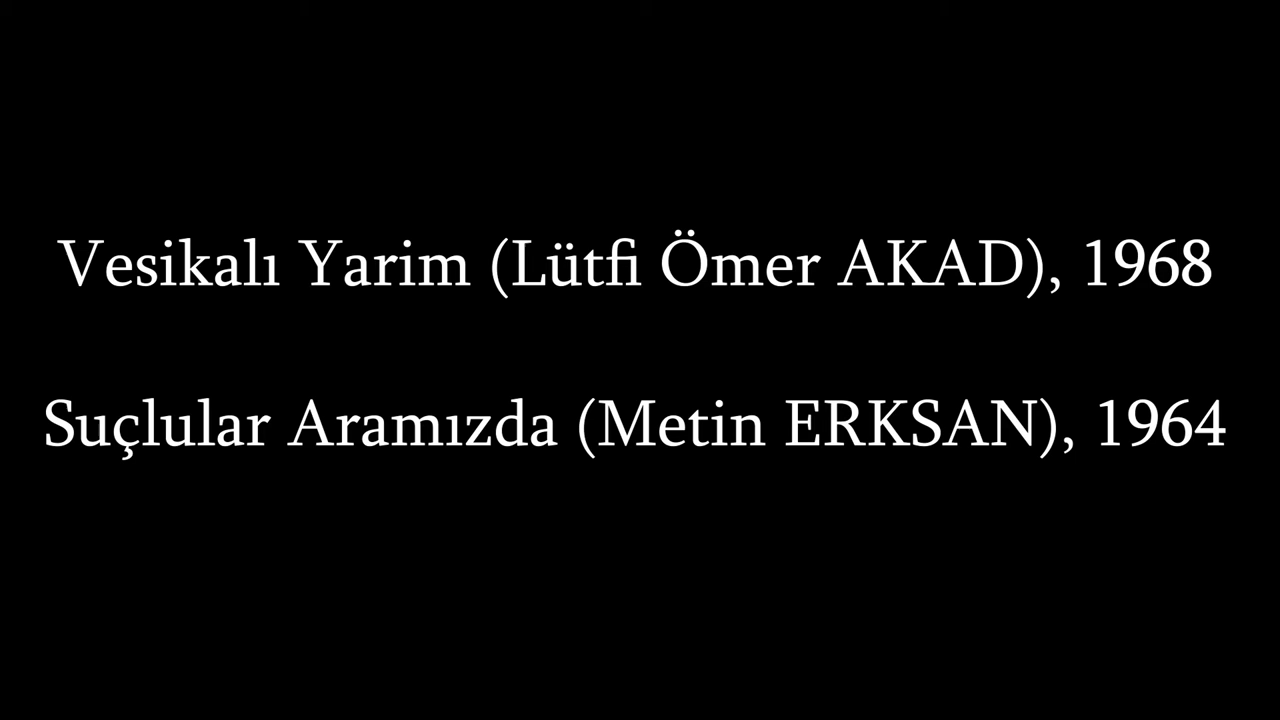 Vesikalı Yarim (Lütfi Ömer AKAD), 1968
Suçlular Aramızda (Metin ERKSAN), 1964